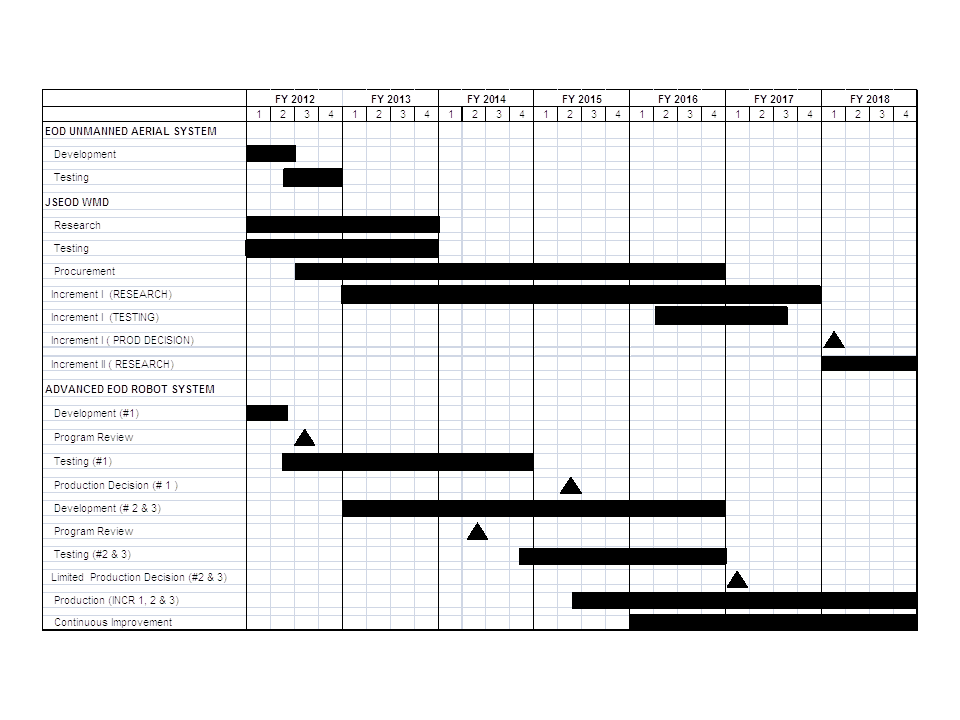 FY 2012 FY 2013 FY 2014 FY 2015 FY 2016 FY 2017 FY 2018
1 2 3 4 1 2 3 4 1 2 3 4 1 2 3 4 1 2 3 4 1 2 3 4 1 2 3 4
EOD UNMANNED AERIAL SYSTEM
Development
Testing
JSEOD WMD
Research
Testing
Procurement
Increment I (RESEARCH)
Increment I (TESTING)
Increment I ( PROD DECISION)
Increment II ( RESEARCH)
ADVANCED EOD ROBOT SYSTEM
Development (#1)
Program Review
Testing (#1)
Production Decision (# 1 )
Development (# 2 & 3)
Program Review
Testing (#2 & 3)
Limited Production Decision (#2 & 3)
Production (INCR 1, 2 & 3)
Continuous Improvement